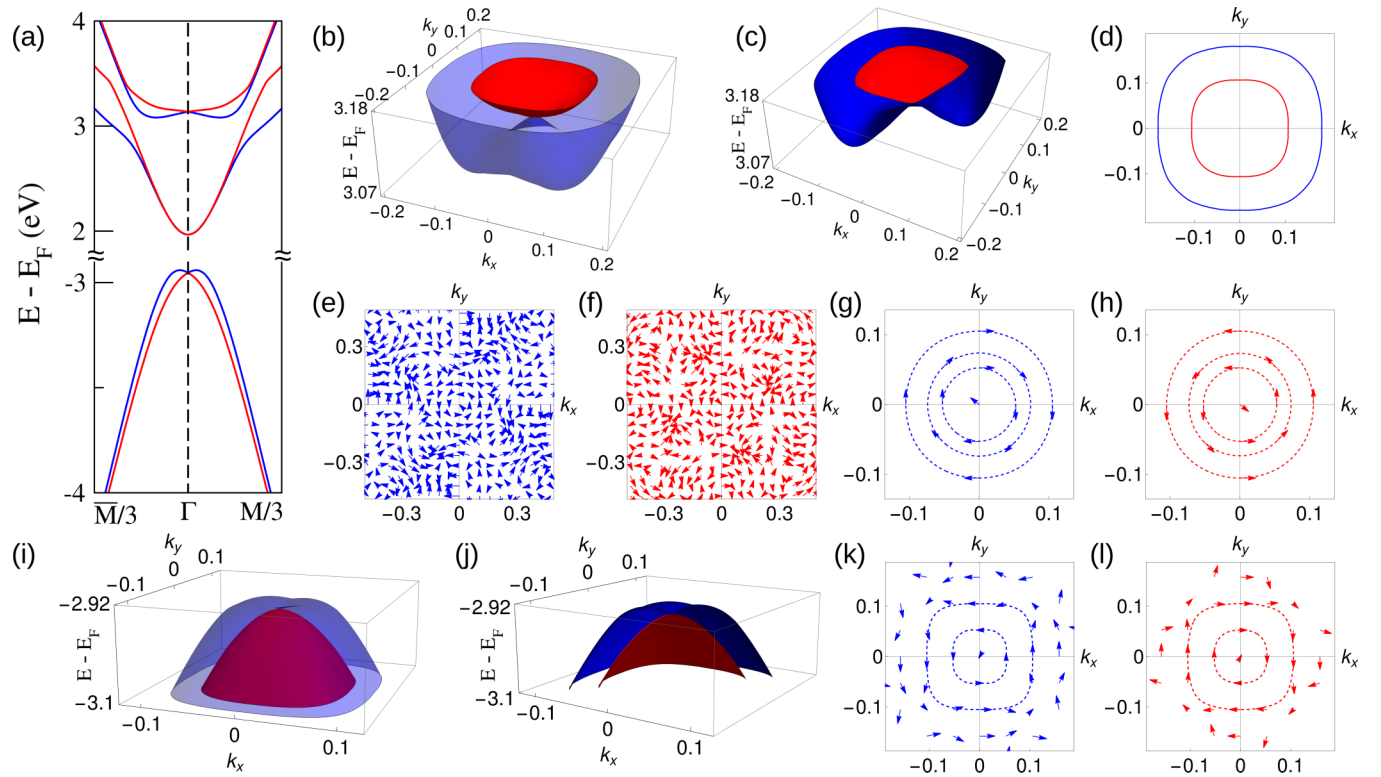 (a)
4
3
2
≈ ≈
-3
-4
E - E_F (eV)
M̅/3 Γ M/3
(b)
k_y
0.2
0.1
0
−0.1
−0.2
3.18
E − E_F
3.07
−0.2 −0.1 0 0.1 0.2
k_x
(c)
3.18
E − E_F
3.07
−0.2 −0.1 0 0.1 0.2
k_x
0.2
0.1
0 k_y
−0.1
−0.2
(d)
k_y
0.1
0 k_x
−0.1
−0.1 0 0.1
(e)
k_y
0.3
0 k_x
−0.3
−0.3 0 0.3
(f)
k_y
0.3
0 k_x
−0.3
−0.3 0 0.3
(g)
k_y
0.1
0 k_x
−0.1
−0.1 0 0.1
(h)
k_y
0.1
0 k_x
−0.1
−0.1 0 0.1
(i)
k_y
0.1
0
−0.1
−2.92
E − E_F
−3.1
−0.1 0 0.1
k_x
(j)
k_y
0.1
0
−0.1
−2.92
E − E_F
−3.1
−0.1 0 0.1
k_x
(k)
k_y
0.1
0 k_x
−0.1
−0.1 0 0.1
(l)
k_y
0.1
0 k_x
−0.1
−0.1 0 0.1